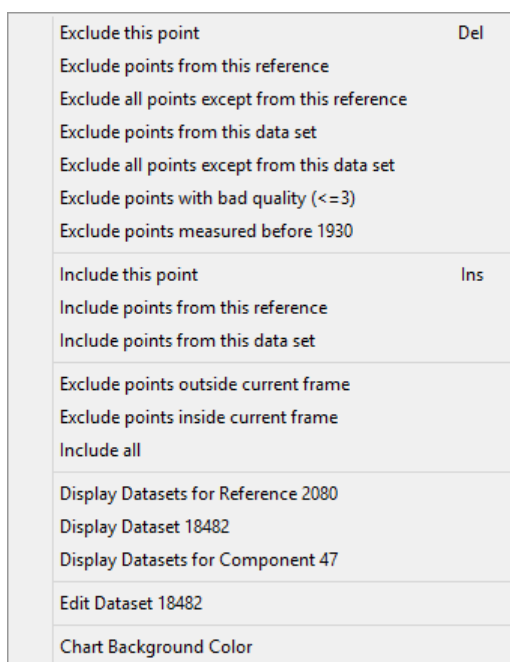 Exclude this point Del
Exclude points from this reference
Exclude all points except from this reference
Exclude points from this data set
Exclude all points except from this data set
Exclude points with bad quality (<=3)
Exclude points measured before 1930
Include this point Ins
Include points from this reference
Include points from this data set
Exclude points outside current frame
Exclude points inside current frame
Include all
Display Datasets for Reference 2080
Display Dataset 18482
Display Datasets for Component 47
Edit Dataset 18482
Chart Background Color